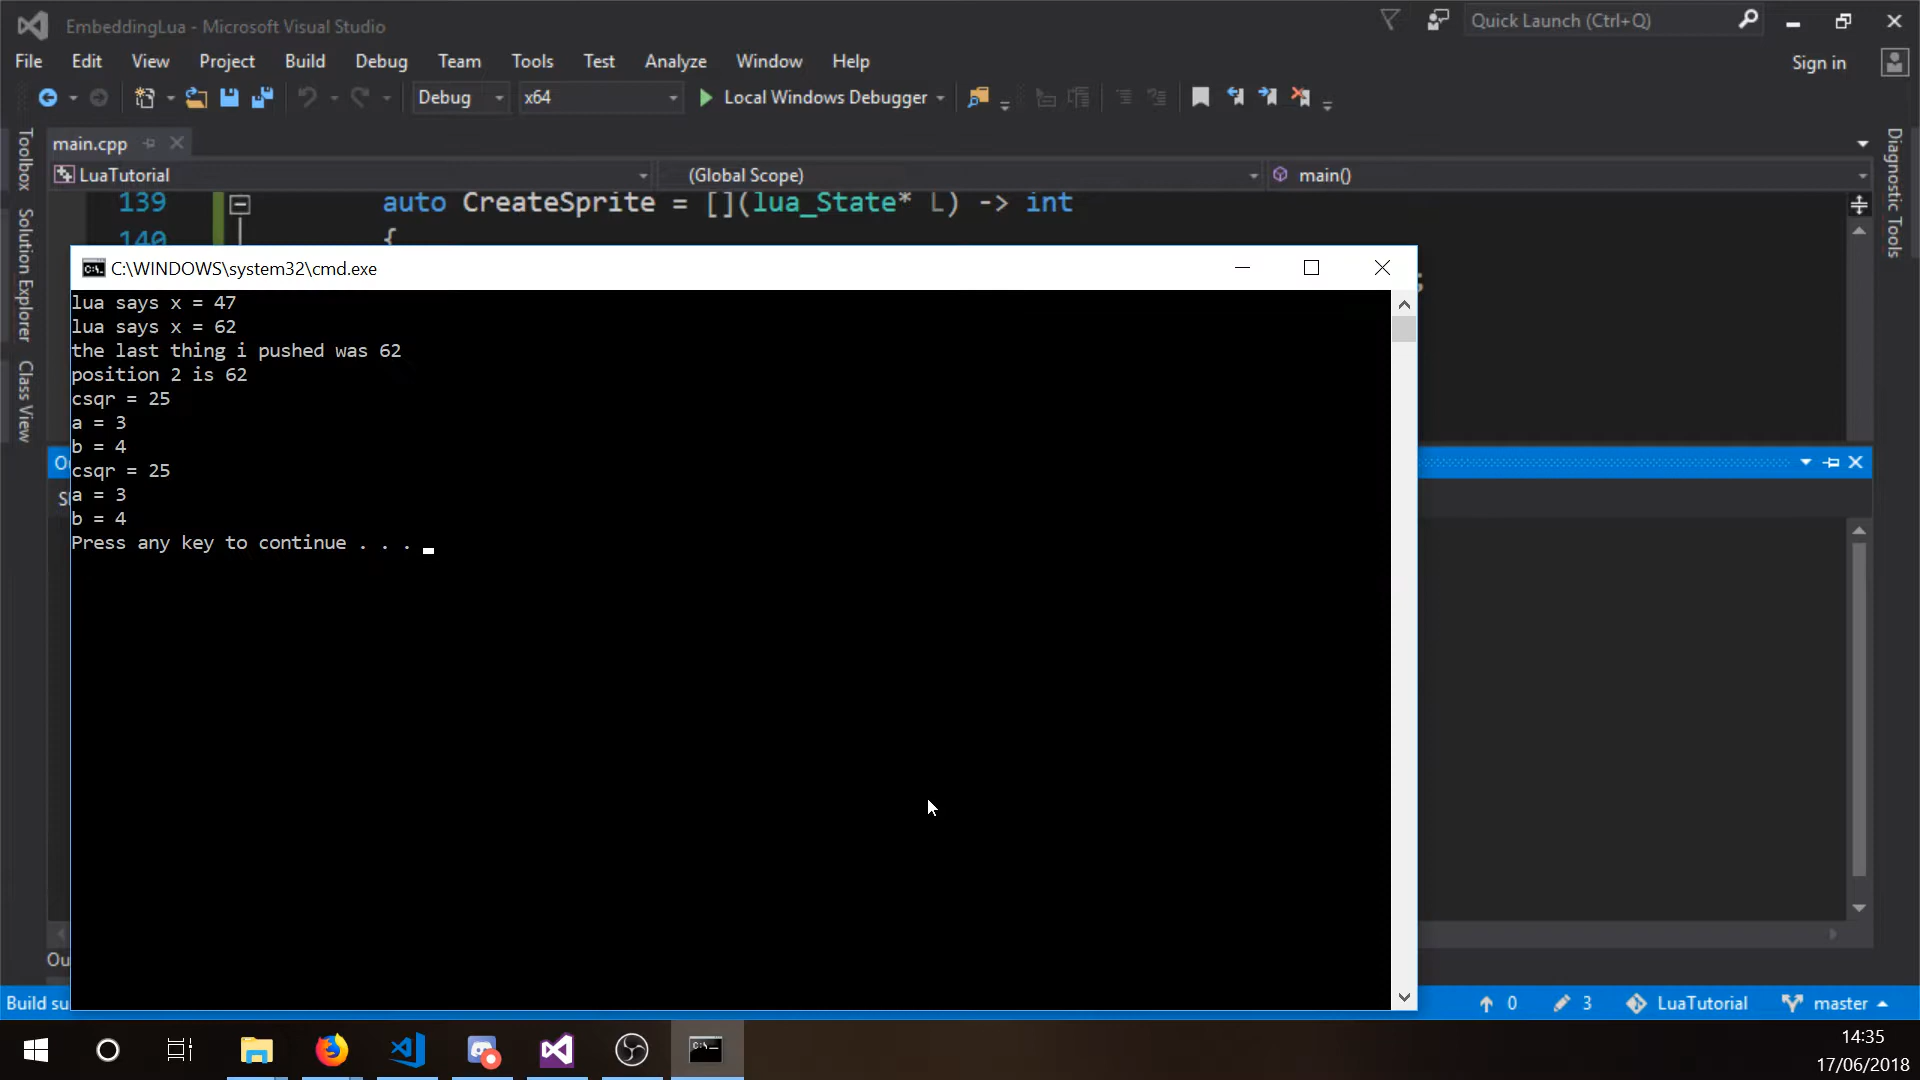 EmbeddingLua - Microsoft Visual Studio
Quick Launch (Ctrl+Q)
File Edit View Project Build Debug Team Tools Test Analyze Window Help
Sign in
Debug x64 Local Windows Debugger
Toolbox
Solution Explorer
Class View
main.cpp
LuaTutorial (Global Scope) main()
Diagnostic Tools
139 auto CreateSprite = [](lua_State* L) -> int
140 {
C:\WINDOWS\system32\cmd.exe
lua says x = 47
lua says x = 62
the last thing i pushed was 62
position 2 is 62
csqr = 25
a = 3
b = 4
csqr = 25
a = 3
b = 4
Press any key to continue . . .
Build su
0 3 LuaTutorial master
14:35
17/06/2018